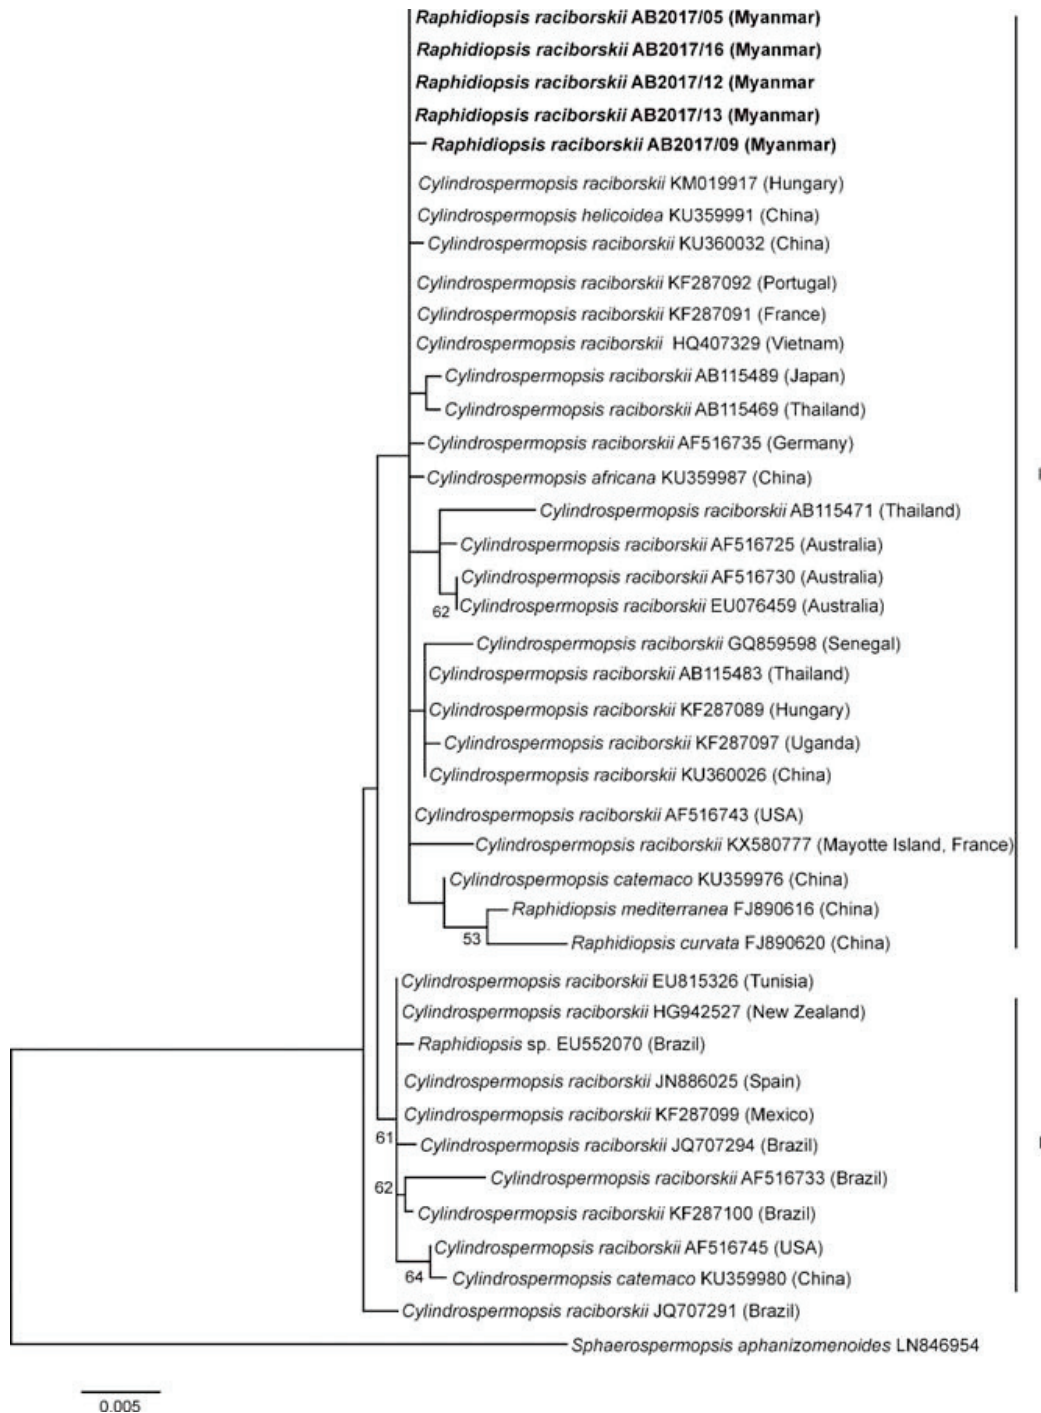 Raphidiopsis raciborskii AB2017/05 (Myanmar)
Raphidiopsis raciborskii AB2017/16 (Myanmar)
Raphidiopsis raciborskii AB2017/12 (Myanmar
Raphidiopsis raciborskii AB2017/13 (Myanmar)
Raphidiopsis raciborskii AB2017/09 (Myanmar)
Cylindrospermopsis raciborskii KM019917 (Hungary)
Cylindrospermopsis helicoidea KU359991 (China)
Cylindrospermopsis raciborskii KU360032 (China)
Cylindrospermopsis raciborskii KF287092 (Portugal)
Cylindrospermopsis raciborskii KF287091 (France)
Cylindrospermopsis raciborskii HQ407329 (Vietnam)
Cylindrospermopsis raciborskii AB115489 (Japan)
Cylindrospermopsis raciborskii AB115469 (Thailand)
Cylindrospermopsis raciborskii AF516735 (Germany)
Cylindrospermopsis africana KU359987 (China)
Cylindrospermopsis raciborskii AB115471 (Thailand)
Cylindrospermopsis raciborskii AF516725 (Australia)
Cylindrospermopsis raciborskii AF516730 (Australia)
62 Cylindrospermopsis raciborskii EU076459 (Australia)
Cylindrospermopsis raciborskii GQ859598 (Senegal)
Cylindrospermopsis raciborskii AB115483 (Thailand)
Cylindrospermopsis raciborskii KF287089 (Hungary)
Cylindrospermopsis raciborskii KF287097 (Uganda)
Cylindrospermopsis raciborskii KU360026 (China)
Cylindrospermopsis raciborskii AF516743 (USA)
Cylindrospermopsis raciborskii KX580777 (Mayotte Island, France)
Cylindrospermopsis catemaco KU359976 (China)
Raphidiopsis mediterranea FJ890616 (China)
53
Raphidiopsis curvata FJ890620 (China)
Cylindrospermopsis raciborskii EU815326 (Tunisia)
Cylindrospermopsis raciborskii HG942527 (New Zealand)
Raphidiopsis sp. EU552070 (Brazil)
Cylindrospermopsis raciborskii JN886025 (Spain)
Cylindrospermopsis raciborskii KF287099 (Mexico)
61
Cylindrospermopsis raciborskii JQ707294 (Brazil)
Cylindrospermopsis raciborskii AF516733 (Brazil)
62
Cylindrospermopsis raciborskii KF287100 (Brazil)
Cylindrospermopsis raciborskii AF516745 (USA)
64 Cylindrospermopsis catemaco KU359980 (China)
Cylindrospermopsis raciborskii JQ707291 (Brazil)
Sphaerospermopsis aphanizomenoides LN846954
0.005